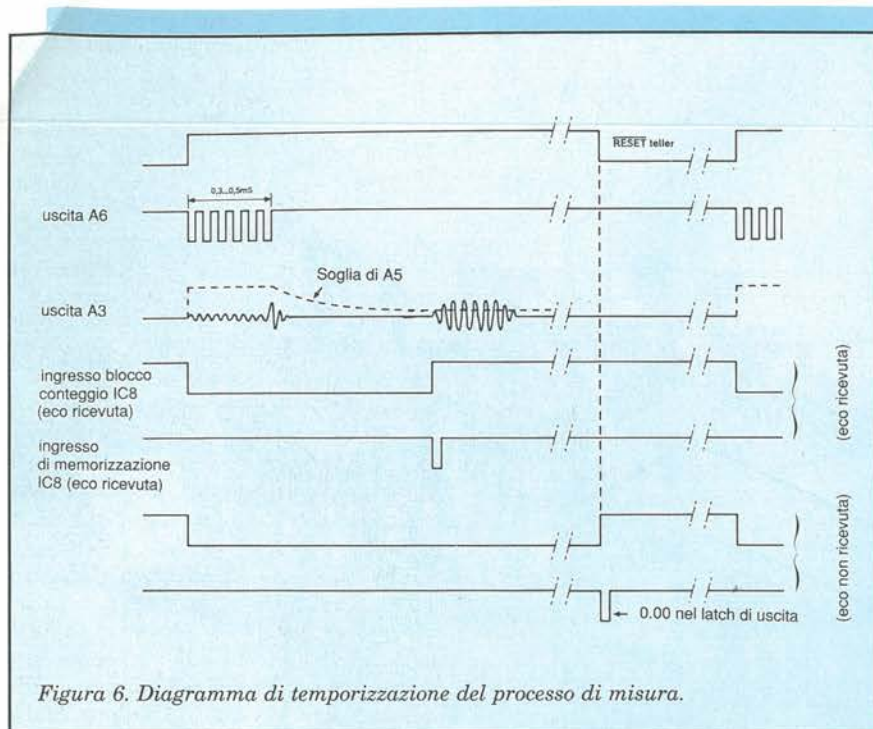 RESET teller
0,3...0,5mS
uscita A6
Soglia di A5
uscita A3
ingresso blocco
conteggio IC8
(eco ricevuta)
(eco ricevuta)
ingresso
di memorizzazione
IC8 (eco ricevuta)
(eco non ricevuta)
0.00 nel latch di uscita
Figura 6. Diagramma di temporizzazione del processo di misura.